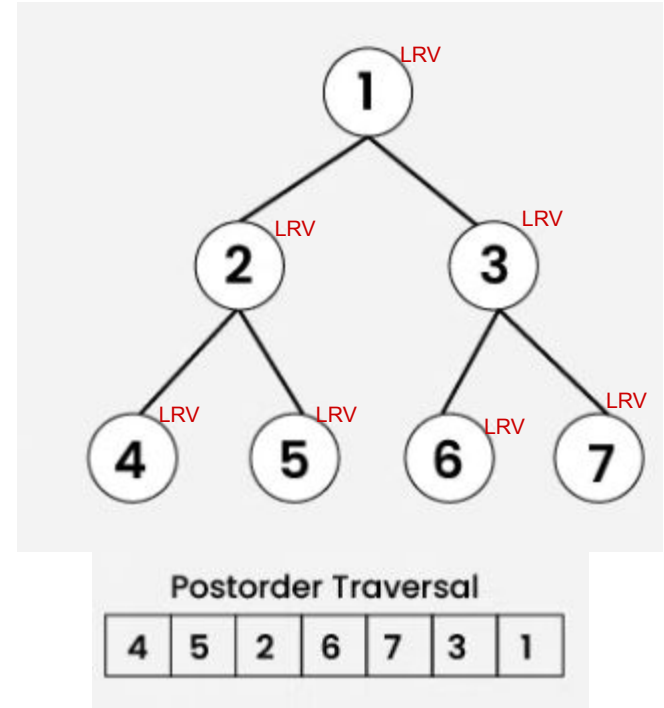 LRV
1
LRV
LRV
2
3
LRV
LRV
LRV
LRV
4
5
6
7
Postorder Traversal
4 5 2 6 7 3 1